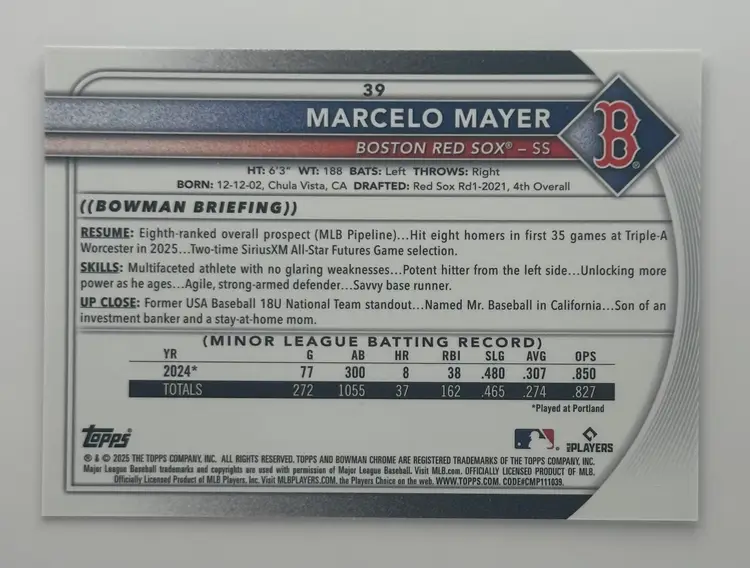 39
MARCELO MAYER
BOSTON RED SOX® – SS
B
®
HT: 6'3" WT: 188 BATS: Left THROWS: Right
BORN: 12-12-02, Chula Vista, CA DRAFTED: Red Sox Rd1-2021, 4th Overall
((BOWMAN BRIEFING))
RESUME: Eighth-ranked overall prospect (MLB Pipeline)...Hit eight homers in first 35 games at Triple-A
Worcester in 2025...Two-time SiriusXM All-Star Futures Game selection.
SKILLS: Multifaceted athlete with no glaring weaknesses...Potent hitter from the left side...Unlocking more
power as he ages...Agile, strong-armed defender...Savvy base runner.
UP CLOSE: Former USA Baseball 18U National Team standout...Named Mr. Baseball in California...Son of an
investment banker and a stay-at-home mom.
(MINOR LEAGUE BATTING RECORD)
YR G AB HR RBI SLG AVG OPS
2024* 77 300 8 38 .480 .307 .850
TOTALS 272 1055 37 162 .465 .274 .827
*Played at Portland
Topps®
MLB PLAYERS
® & © 2025 THE TOPPS COMPANY, INC. ALL RIGHTS RESERVED. TOPPS AND BOWMAN CHROME ARE REGISTERED TRADEMARKS OF THE TOPPS COMPANY, INC.
Major League Baseball trademarks and copyrights are used with permission of Major League Baseball. Visit MLB.com. OFFICIALLY LICENSED PRODUCT OF MLB.
Officially Licensed Product of MLB Players, Inc. Visit MLBPLAYERS.COM, the Players Choice on the web. WWW.TOPPS.COM. CODE#CMP111039.